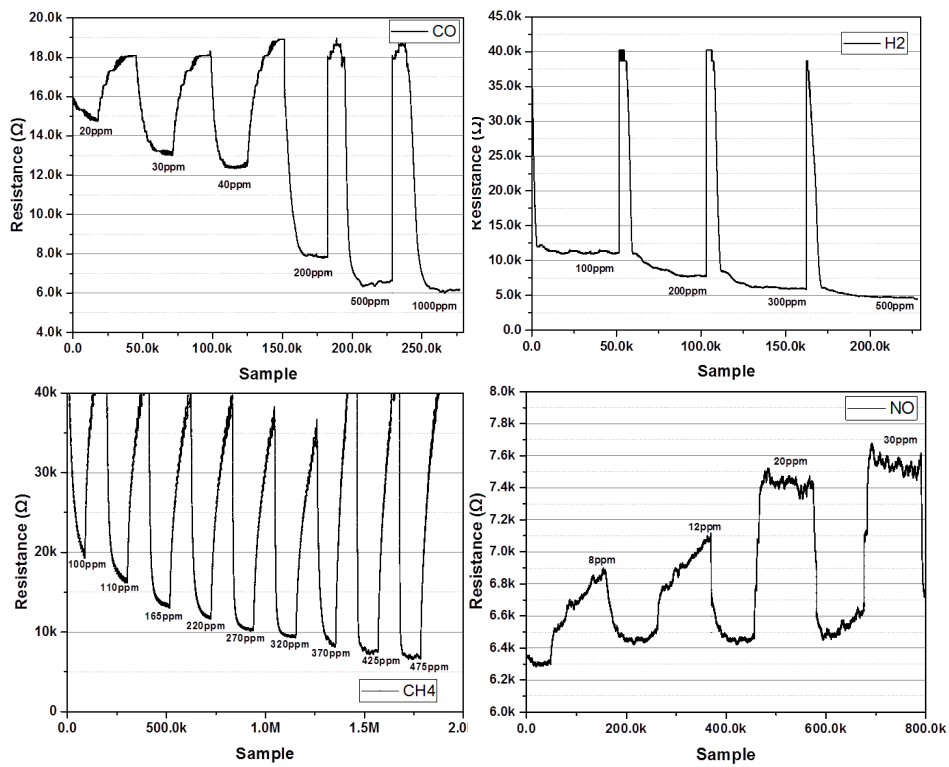 20.0k
18.0k
16.0k
14.0k
12.0k
10.0k
8.0k
6.0k
4.0k
Resistance (Ω)
CO
20ppm
30ppm
40ppm
200ppm
500ppm
1000ppm
0.0 50.0k 100.0k 150.0k 200.0k 250.0k
Sample
45.0k
40.0k
35.0k
30.0k
25.0k
20.0k
15.0k
10.0k
5.0k
0.0
Resistance (Ω)
H2
100ppm
200ppm
300ppm
500ppm
0.0 50.0k 100.0k 150.0k 200.0k
Sample
40k
30k
20k
10k
0
Resistance (Ω)
100ppm
110ppm
165ppm
220ppm
270ppm
320ppm
370ppm
425ppm
475ppm
CH4
0.0 500.0k 1.0M 1.5M 2.0
Sample
8.0k
7.8k
7.6k
7.4k
7.2k
7.0k
6.8k
6.6k
6.4k
6.2k
6.0k
Resistance (Ω)
NO
8ppm
12ppm
20ppm
30ppm
0.0 200.0k 400.0k 600.0k 800.0k
Sample